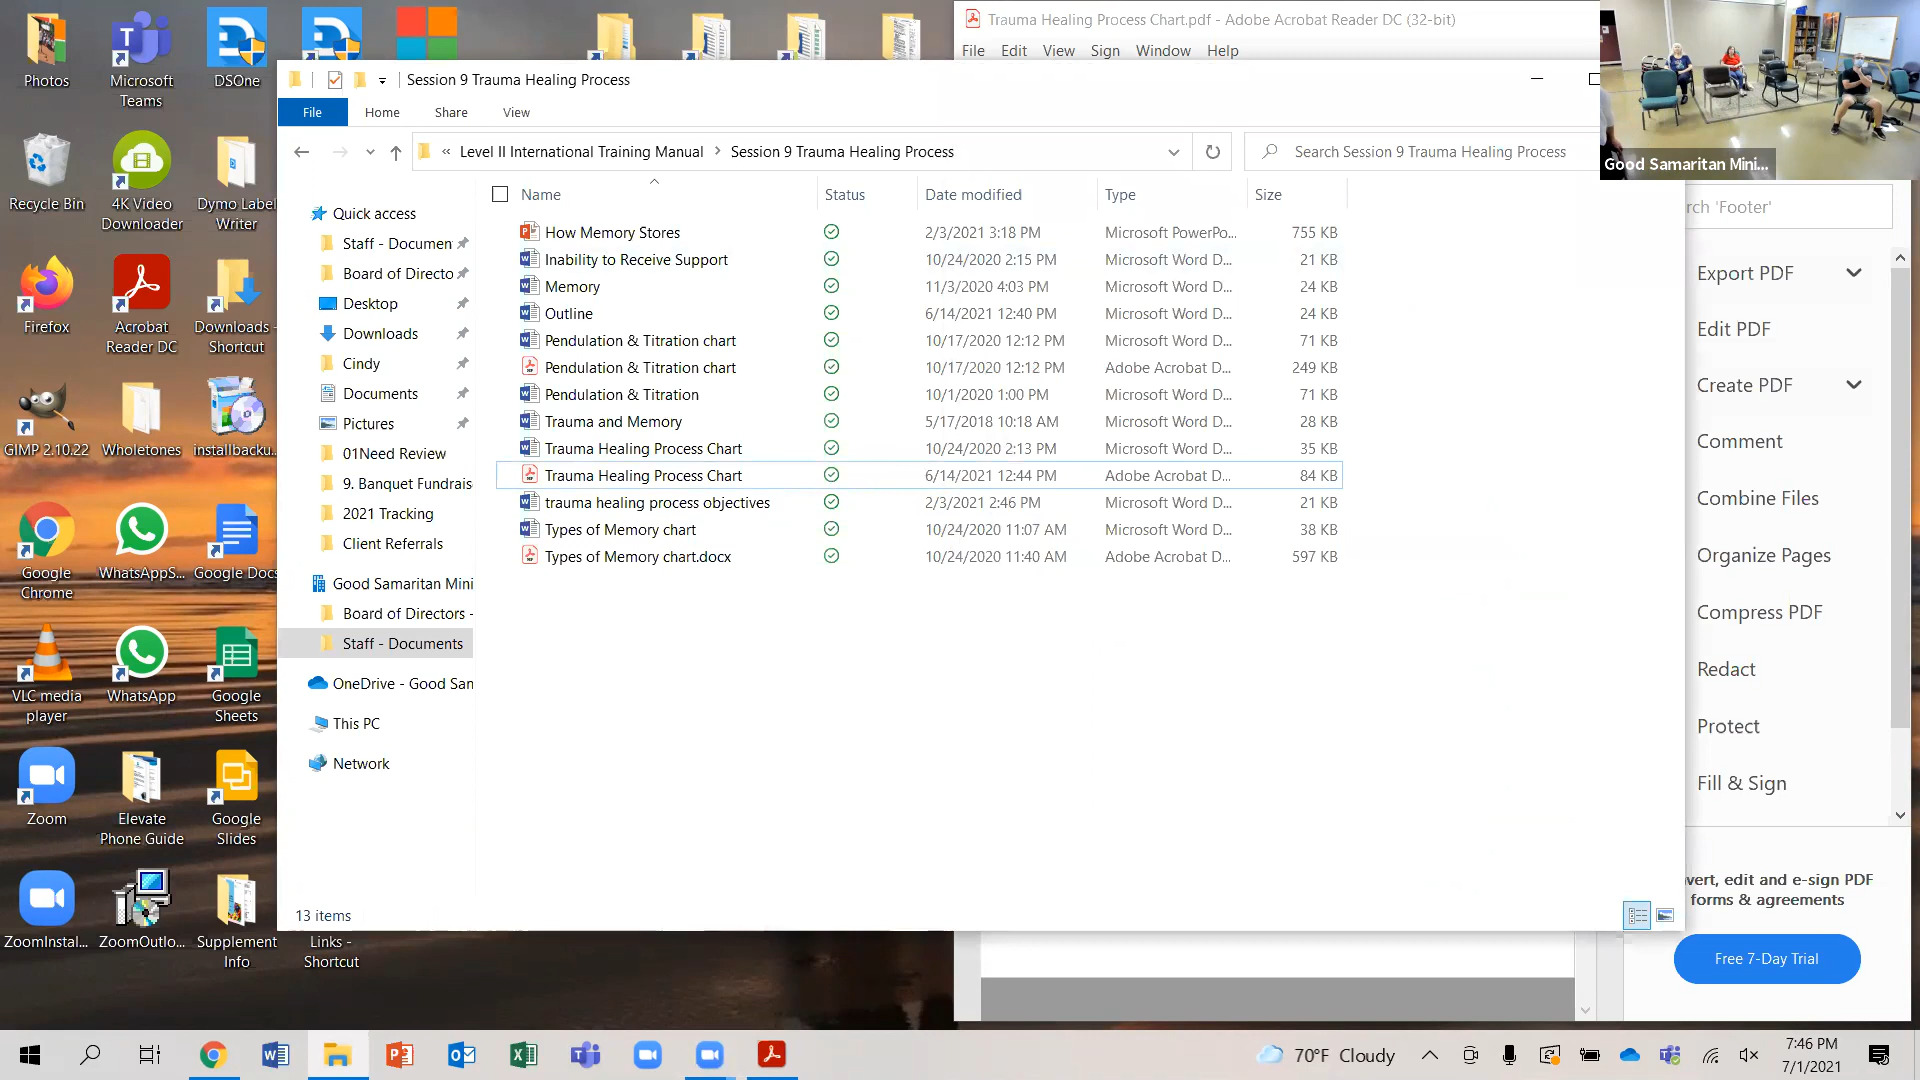 Photos
Microsoft Teams
DSOne
Recycle Bin
4K Video Downloader
Dymo Label Writer
Firefox
Acrobat Reader DC
Downloads - Shortcut
GIMP 2.10.22
Wholetones
installbacku...
Google Chrome
WhatsAppS...
Google Docs
VLC media player
WhatsApp
Google Sheets
Zoom
Elevate Phone Guide
Google Slides
ZoomInstal...
ZoomOutlo...
Supplement Info
Links - Shortcut
Trauma Healing Process Chart.pdf - Adobe Acrobat Reader DC (32-bit)
File Edit View Sign Window Help
Session 9 Trauma Healing Process
File Home Share View
« Level II International Training Manual > Session 9 Trauma Healing Process
Search Session 9 Trauma Healing Process
Good Samaritan Mini...
Quick access
Staff - Documen
Board of Directo
Desktop
Downloads
Cindy
Documents
Pictures
01Need Review
9. Banquet Fundrais
2021 Tracking
Client Referrals
Good Samaritan Mini
Board of Directors -
Staff - Documents
OneDrive - Good San
This PC
Network
Name Status Date modified Type Size
How Memory Stores 2/3/2021 3:18 PM Microsoft PowerPo... 755 KB
Inability to Receive Support 10/24/2020 2:15 PM Microsoft Word D... 21 KB
Memory 11/3/2020 4:03 PM Microsoft Word D... 24 KB
Outline 6/14/2021 12:40 PM Microsoft Word D... 24 KB
Pendulation & Titration chart 10/17/2020 12:12 PM Microsoft Word D... 71 KB
Pendulation & Titration chart 10/17/2020 12:12 PM Adobe Acrobat D... 249 KB
Pendulation & Titration 10/1/2020 1:00 PM Microsoft Word D... 71 KB
Trauma and Memory 5/17/2018 10:18 AM Microsoft Word D... 28 KB
Trauma Healing Process Chart 10/24/2020 2:13 PM Microsoft Word D... 35 KB
Trauma Healing Process Chart 6/14/2021 12:44 PM Adobe Acrobat D... 84 KB
trauma healing process objectives 2/3/2021 2:46 PM Microsoft Word D... 21 KB
Types of Memory chart 10/24/2020 11:07 AM Microsoft Word D... 38 KB
Types of Memory chart.docx 10/24/2020 11:40 AM Adobe Acrobat D... 597 KB
13 items
rch 'Footer'
Export PDF
Edit PDF
Create PDF
Comment
Combine Files
Organize Pages
Compress PDF
Redact
Protect
Fill & Sign
vert, edit and e-sign PDF
forms & agreements
Free 7-Day Trial
70°F Cloudy
7:46 PM
7/1/2021